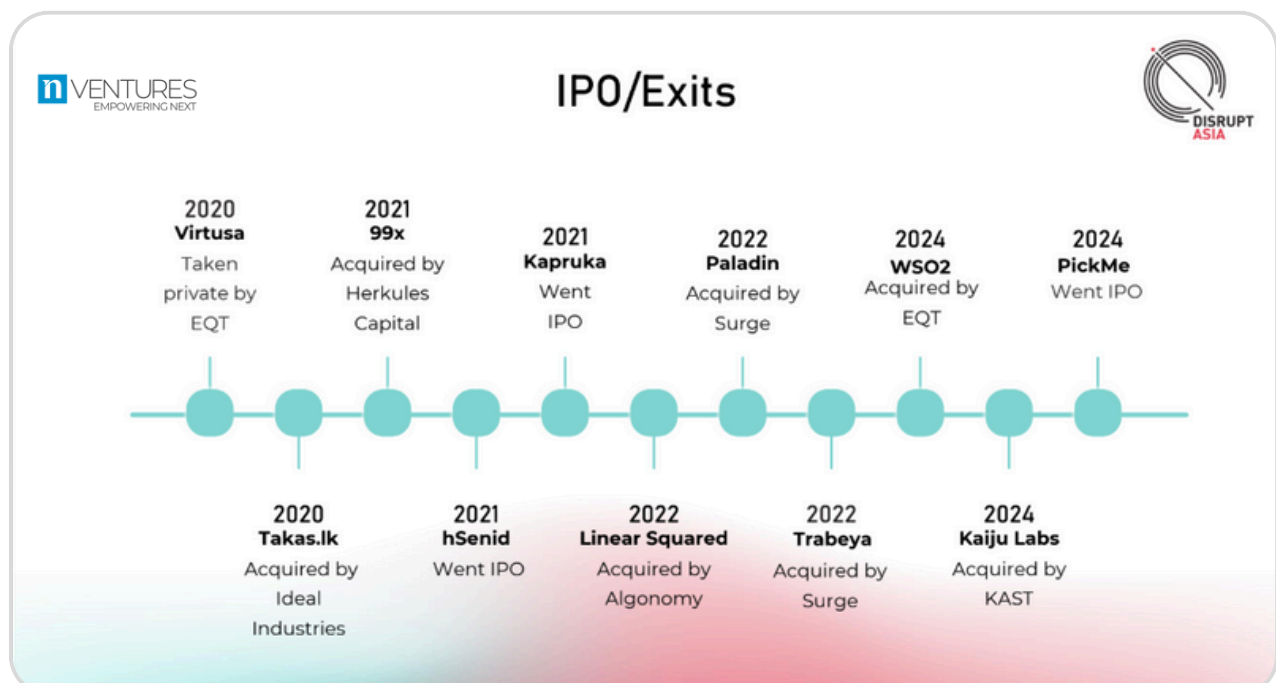 n VENTURES
EMPOWERING NEXT
IPO/Exits
DISRUPT
ASIA
2020
Virtusa
Taken
private by
EQT
2020
Takas.lk
Acquired by
Ideal
Industries
2021
99x
Acquired by
Herkules
Capital
2021
hSenid
Went IPO
2021
Kapruka
Went
IPO
2022
Linear Squared
Acquired by
Algonomy
2022
Paladin
Acquired by
Surge
2022
Trabeya
Acquired by
Surge
2024
WSO2
Acquired by
EQT
2024
Kaiju Labs
Acquired by
KAST
2024
PickMe
Went IPO